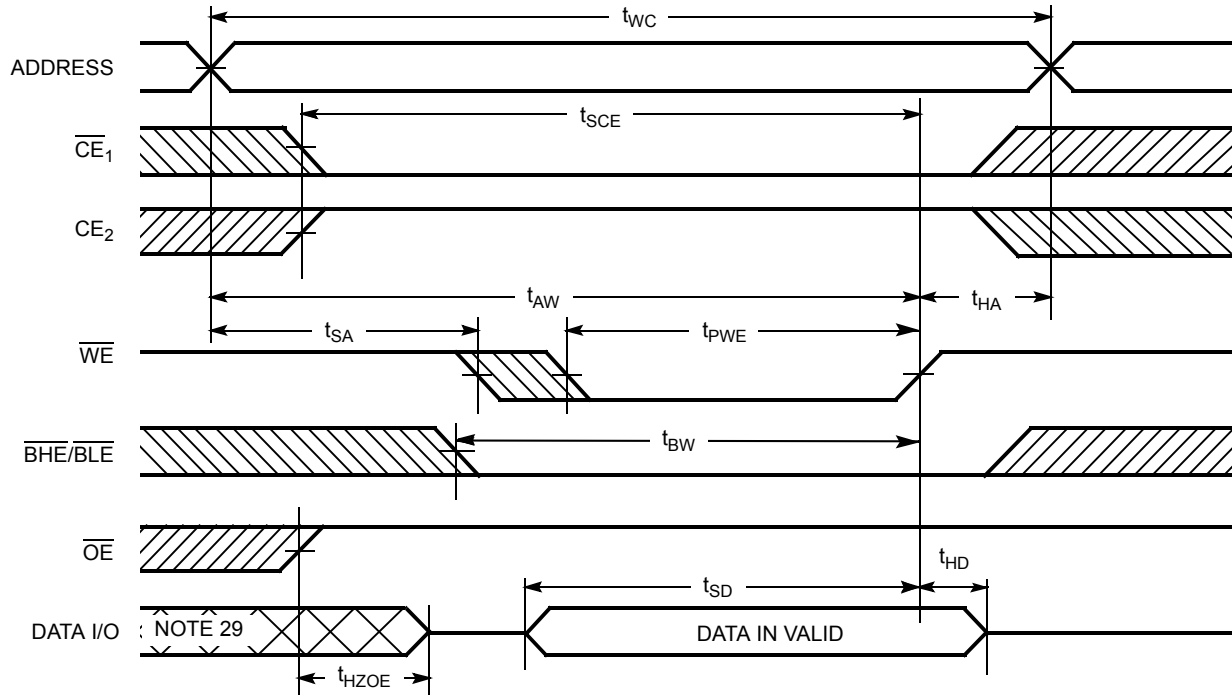 tWC
ADDRESS
tSCE
CE1
CE2
tAW
tHA
tSA
tPWE
WE
tBW
BHE/BLE
OE
tHD
tSD
DATA I/O
NOTE 29
DATA IN VALID
tHZOE